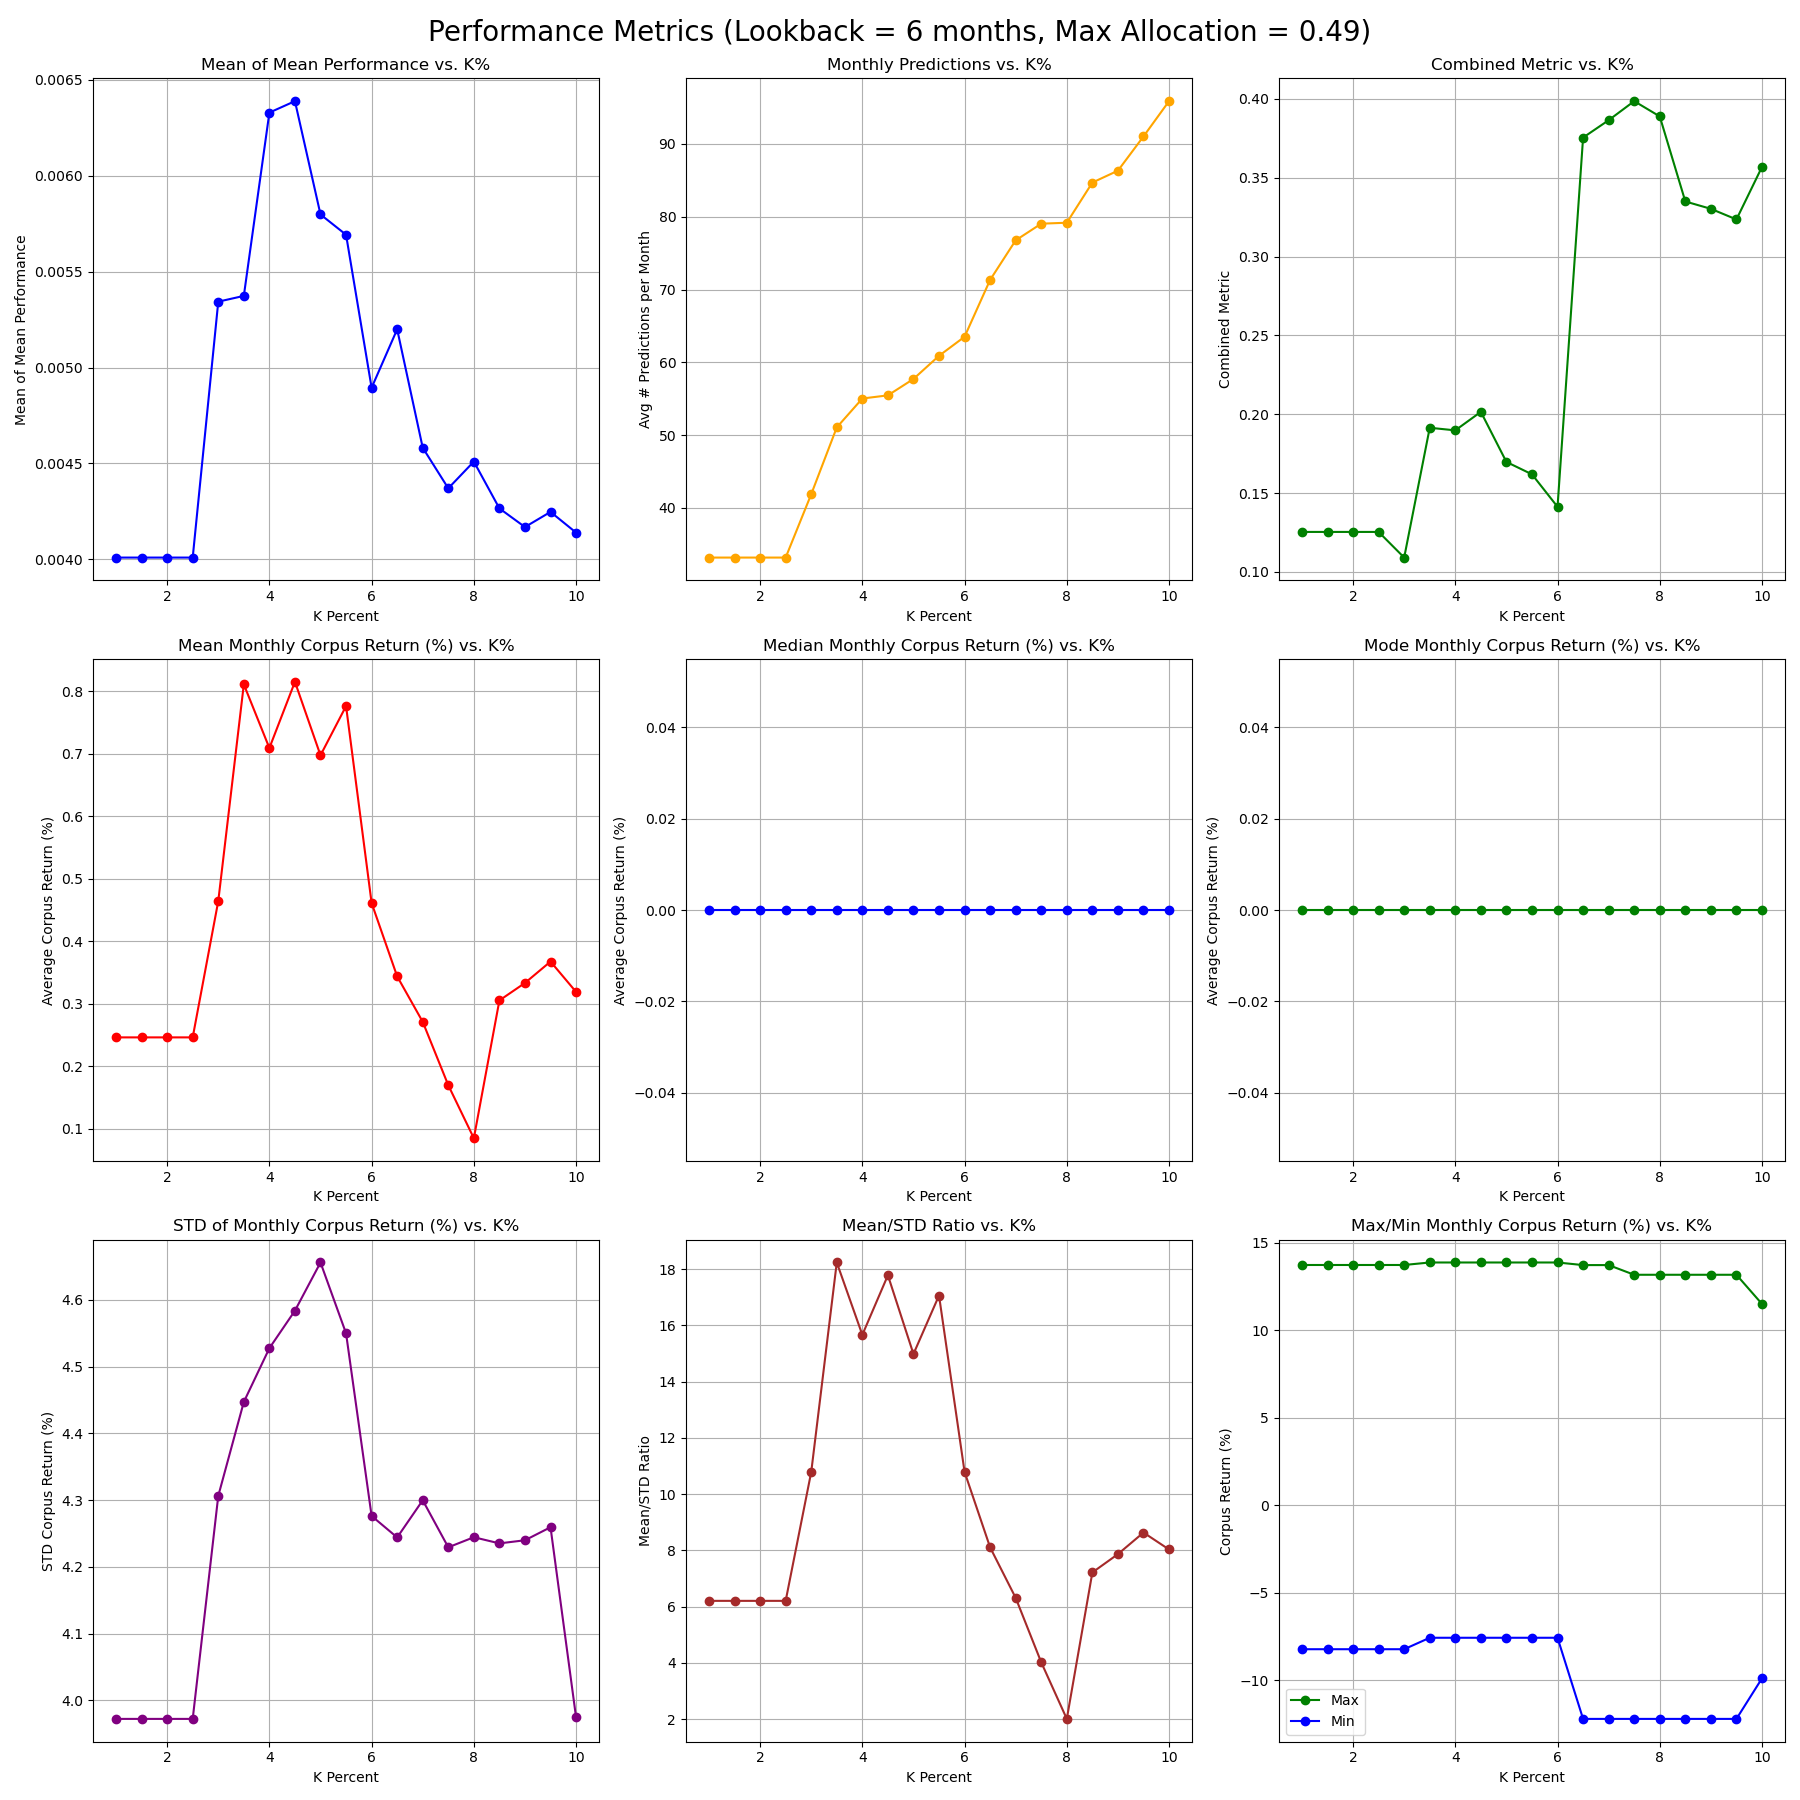 Performance Metrics (Lookback = 6 months, Max Allocation = 0.49)
Mean of Mean Performance vs. K%
Mean of Mean Performance
0.0065
0.0060
0.0055
0.0050
0.0045
0.0040
2 4 6 8 10
K Percent
Monthly Predictions vs. K%
Avg # Predictions per Month
90
80
70
60
50
40
2 4 6 8 10
K Percent
Combined Metric vs. K%
Combined Metric
0.40
0.35
0.30
0.25
0.20
0.15
0.10
2 4 6 8 10
K Percent
Mean Monthly Corpus Return (%) vs. K%
Average Corpus Return (%)
0.8
0.7
0.6
0.5
0.4
0.3
0.2
0.1
2 4 6 8 10
K Percent
Median Monthly Corpus Return (%) vs. K%
Average Corpus Return (%)
0.04
0.02
0.00
−0.02
−0.04
2 4 6 8 10
K Percent
Mode Monthly Corpus Return (%) vs. K%
Average Corpus Return (%)
0.04
0.02
0.00
−0.02
−0.04
2 4 6 8 10
K Percent
STD of Monthly Corpus Return (%) vs. K%
STD Corpus Return (%)
4.6
4.5
4.4
4.3
4.2
4.1
4.0
2 4 6 8 10
K Percent
Mean/STD Ratio vs. K%
Mean/STD Ratio
18
16
14
12
10
8
6
4
2
2 4 6 8 10
K Percent
Max/Min Monthly Corpus Return (%) vs. K%
Corpus Return (%)
15
10
5
0
−5
−10
Max
Min
2 4 6 8 10
K Percent